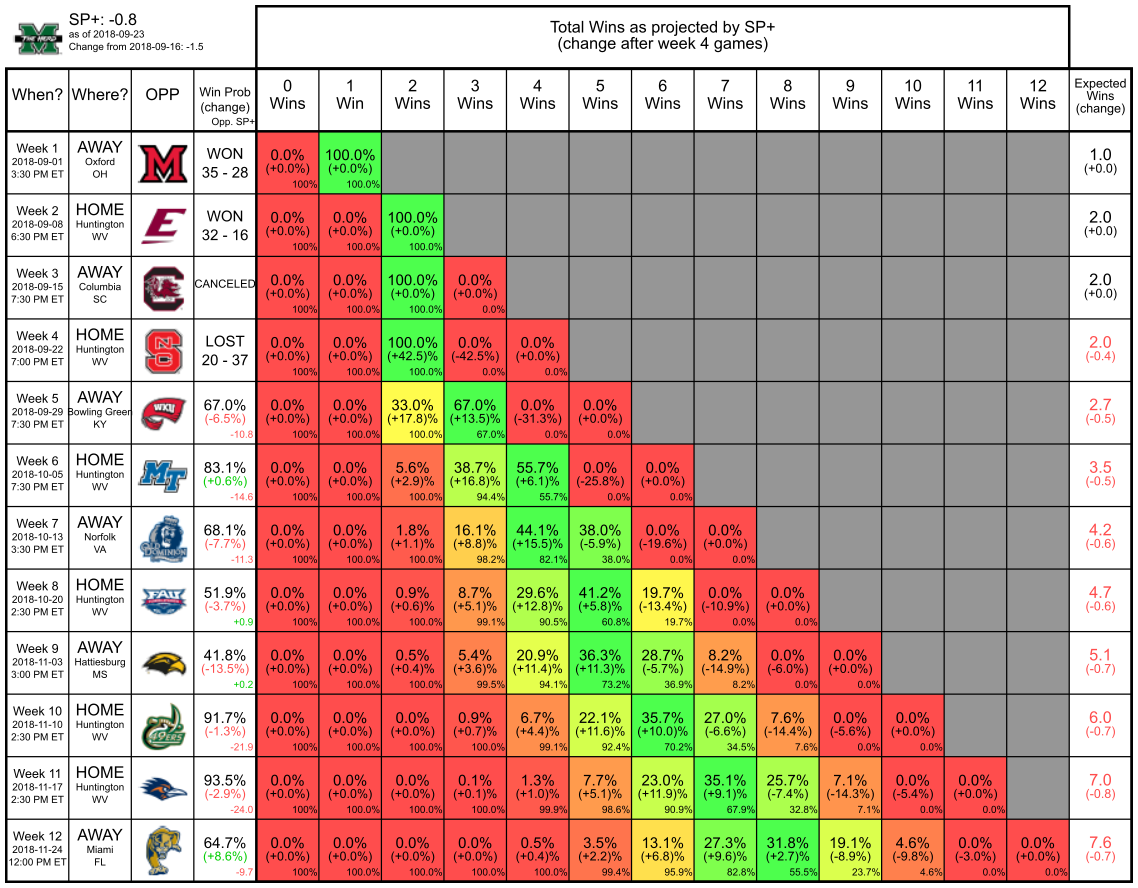 M THE HERD
SP+: -0.8
as of 2018-09-23
Change from 2018-09-16: -1.5
Total Wins as projected by SP+
(change after week 4 games)
When? Where? OPP Win Prob (change) Opp. SP+ 0 Wins 1 Win 2 Wins 3 Wins 4 Wins 5 Wins 6 Wins 7 Wins 8 Wins 9 Wins 10 Wins 11 Wins 12 Wins Expected Wins (change)
Week 1 AWAY M WON 0.0% 100.0% 1.0
2018-09-01 Oxford 35 - 28 (+0.0%) (+0.0%) (+0.0)
3:30 PM ET OH 100% 100.0%
Week 2 HOME E WON 0.0% 0.0% 100.0% 2.0
2018-09-08 Huntington 32 - 16 (+0.0%) (+0.0%) (+0.0%) (+0.0)
6:30 PM ET WV 100% 100.0% 100.0%
Week 3 AWAY C CANCELED 0.0% 0.0% 100.0% 0.0% 2.0
2018-09-15 Columbia (+0.0%) (+0.0%) (+0.0%) (+0.0%) (+0.0)
7:30 PM ET SC 100% 100.0% 100.0% 0.0%
Week 4 HOME NCS LOST 0.0% 0.0% 100.0% 0.0% 0.0% 2.0
2018-09-22 Huntington 20 - 37 (+0.0%) (+0.0%) (+42.5)% (-42.5%) (+0.0%) (-0.4)
7:00 PM ET WV 100% 100.0% 100.0% 0.0% 0.0%
Week 5 AWAY WKU 67.0% 0.0% 0.0% 33.0% 67.0% 0.0% 0.0% 2.7
2018-09-29 Bowling Green (-6.5%) (+0.0%) (+0.0%) (+17.8)% (+13.5)% (-31.3%) (+0.0%) (-0.5)
7:30 PM ET KY -10.8 100% 100.0% 100.0% 67.0% 0.0% 0.0%
Week 6 HOME MT 83.1% 0.0% 0.0% 5.6% 38.7% 55.7% 0.0% 0.0% 3.5
2018-10-05 Huntington (+0.6%) (+0.0%) (+0.0%) (+2.9)% (+16.8)% (+6.1)% (-25.8%) (+0.0%) (-0.5)
7:30 PM ET WV -14.6 100% 100.0% 100.0% 94.4% 55.7% 0.0% 0.0%
Week 7 AWAY OLD DOMINION 68.1% 0.0% 0.0% 1.8% 16.1% 44.1% 38.0% 0.0% 0.0% 4.2
2018-10-13 Norfolk (-7.7%) (+0.0%) (+0.0%) (+1.1)% (+8.8)% (+15.5)% (-5.9%) (-19.6%) (+0.0%) (-0.6)
3:30 PM ET VA -11.3 100% 100.0% 100.0% 98.2% 82.1% 38.0% 0.0% 0.0%
Week 8 HOME FAU 51.9% 0.0% 0.0% 0.9% 8.7% 29.6% 41.2% 19.7% 0.0% 0.0% 4.7
2018-10-20 Huntington (-3.7%) (+0.0%) (+0.0%) (+0.6)% (+5.1)% (+12.8)% (+5.8)% (-13.4%) (-10.9%) (+0.0%) (-0.6)
2:30 PM ET WV +0.9 100% 100.0% 100.0% 99.1% 90.5% 60.8% 19.7% 0.0% 0.0%
Week 9 AWAY 41.8% 0.0% 0.0% 0.5% 5.4% 20.9% 36.3% 28.7% 8.2% 0.0% 0.0% 5.1
2018-11-03 Hattiesburg (-13.5%) (+0.0%) (+0.0%) (+0.4)% (+3.6)% (+11.4)% (+11.3)% (-5.7%) (-14.9%) (-6.0%) (+0.0%) (-0.7)
3:00 PM ET MS +0.2 100% 100.0% 100.0% 99.5% 94.1% 73.2% 36.9% 8.2% 0.0% 0.0%
Week 10 HOME 49ERS 91.7% 0.0% 0.0% 0.0% 0.9% 6.7% 22.1% 35.7% 27.0% 7.6% 0.0% 0.0% 6.0
2018-11-10 Huntington (-1.3%) (+0.0%) (+0.0%) (+0.0%) (+0.7)% (+4.4)% (+11.6)% (+10.0)% (-6.6%) (-14.4%) (-5.6%) (+0.0%) (-0.7)
2:30 PM ET WV -21.9 100% 100.0% 100.0% 100.0% 99.1% 92.4% 70.2% 34.5% 7.6% 0.0% 0.0%
Week 11 HOME 93.5% 0.0% 0.0% 0.0% 0.1% 1.3% 7.7% 23.0% 35.1% 25.7% 7.1% 0.0% 0.0% 7.0
2018-11-17 Huntington (-2.9%) (+0.0%) (+0.0%) (+0.0%) (+0.1)% (+1.0)% (+5.1)% (+11.9)% (+9.1)% (-7.4%) (-14.3%) (-5.4%) (+0.0%) (-0.8)
2:30 PM ET WV -24.0 100% 100.0% 100.0% 100.0% 99.9% 98.6% 90.9% 67.9% 32.8% 7.1% 0.0% 0.0%
Week 12 AWAY 64.7% 0.0% 0.0% 0.0% 0.0% 0.5% 3.5% 13.1% 27.3% 31.8% 19.1% 4.6% 0.0% 0.0% 7.6
2018-11-24 Miami (+8.6%) (+0.0%) (+0.0%) (+0.0%) (+0.0%) (+0.4)% (+2.2)% (+6.8)% (+9.6)% (+2.7)% (-8.9%) (-9.8%) (-3.0%) (+0.0%) (-0.7)
12:00 PM ET FL -9.7 100% 100.0% 100.0% 100.0% 100.0% 99.4% 95.9% 82.8% 55.5% 23.7% 4.6% 0.0% 0.0%